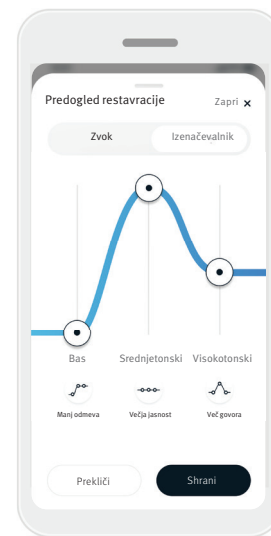 Predogled restavracije Zapri ×
Zvok Izenačevalnik
Bas Srednjetonski Visokotonski
Manj odmeva Večja jasnost Več govora
Prekliči Shrani